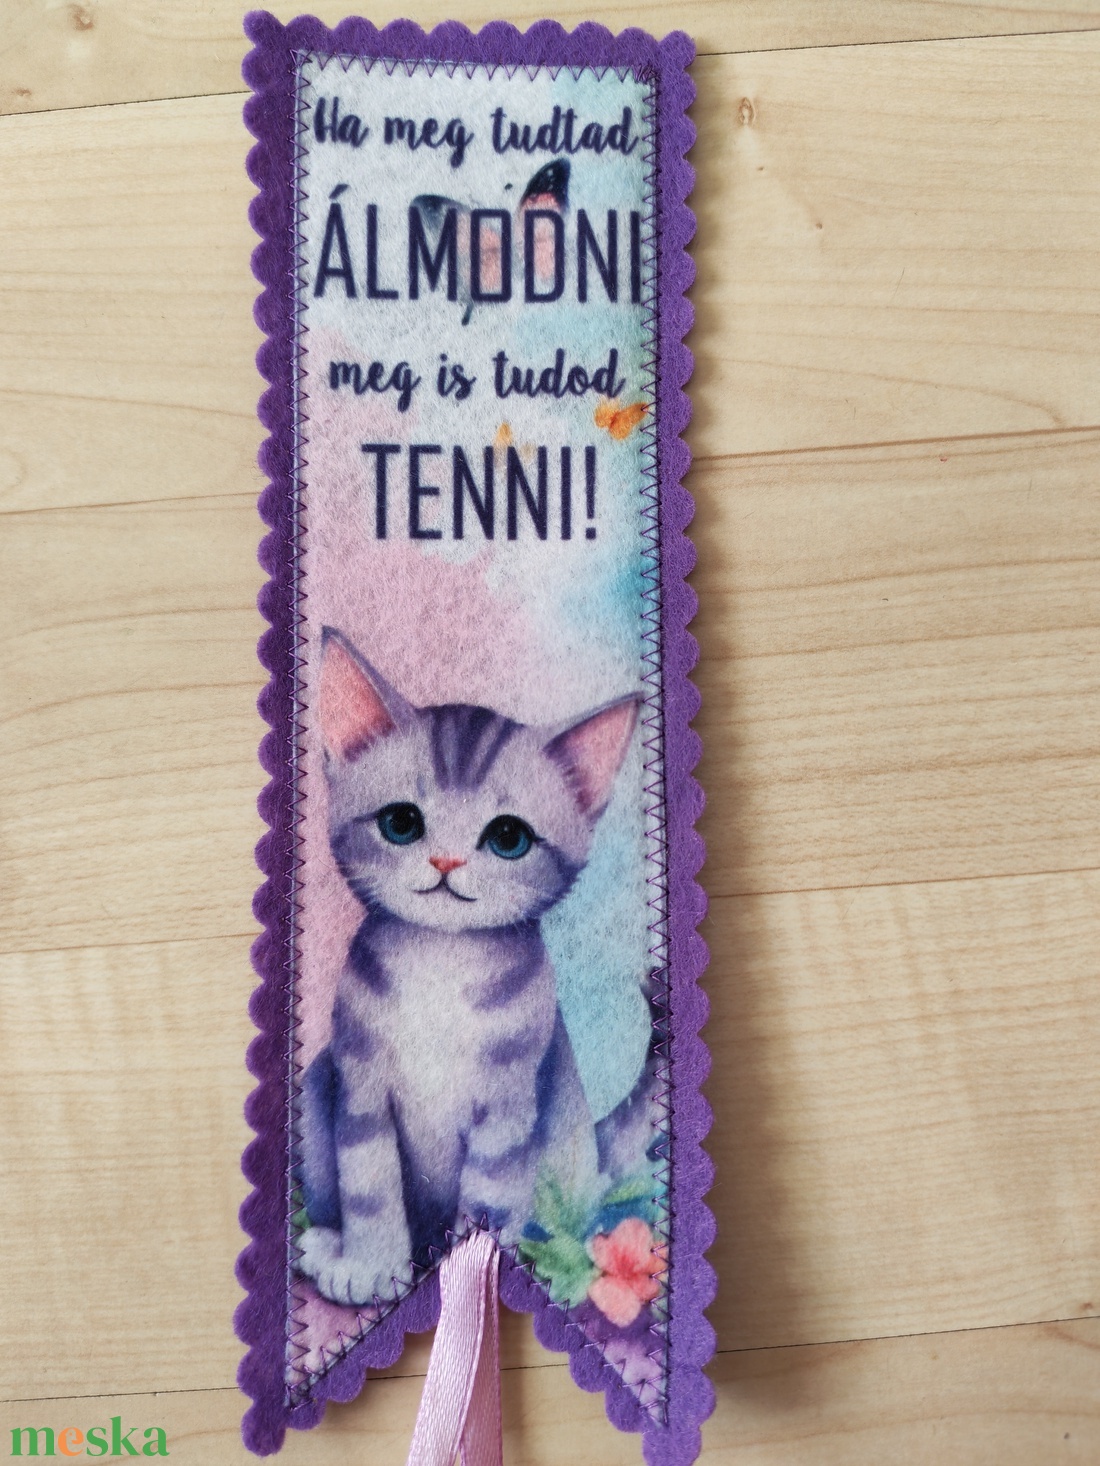 Ha meg tudtad
ÁLMODNI
meg is tudod
TENNI!
meska